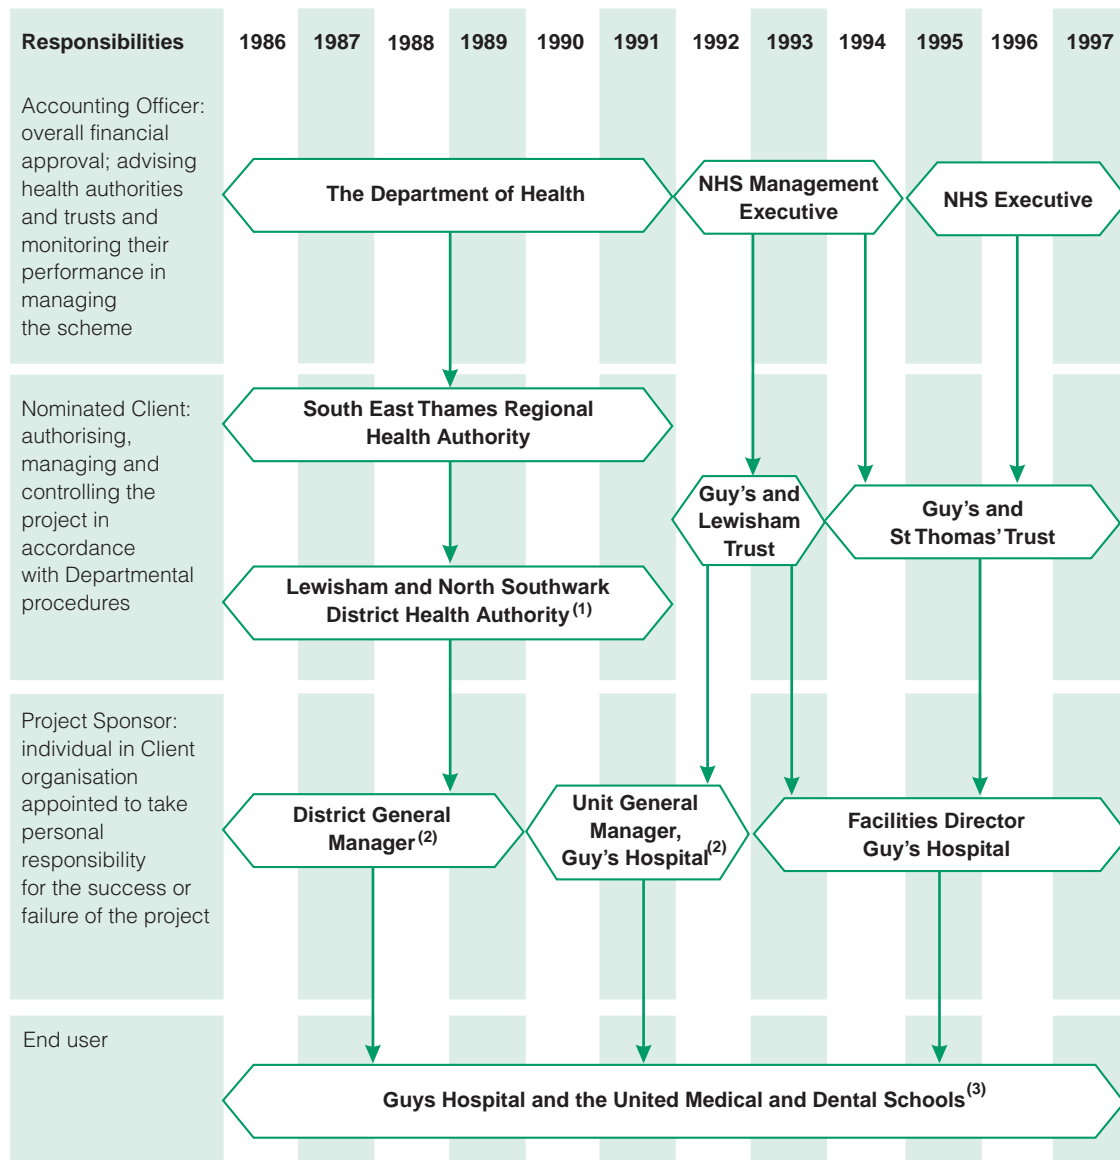 Responsibilities 1986 1987 1988 1989 1990 1991 1992 1993 1994 1995 1996 1997
Accounting Officer:
overall financial
approval; advising
health authorities
and trusts and
monitoring their
performance in
managing
the scheme
The Department of Health
NHS Management
Executive
NHS Executive
Nominated Client:
authorising,
managing and
controlling the
project in
accordance
with Departmental
procedures
South East Thames Regional
Health Authority
Guy's and
Lewisham
Trust
Guy's and
St Thomas' Trust
Lewisham and North Southwark
District Health Authority (1)
Project Sponsor:
individual in Client
organisation
appointed to take
personal
responsibility
for the success or
failure of the project
District General
Manager (2)
Unit General
Manager,
Guy's Hospital (2)
Facilities Director
Guy's Hospital
End user
Guys Hospital and the United Medical and Dental Schools (3)